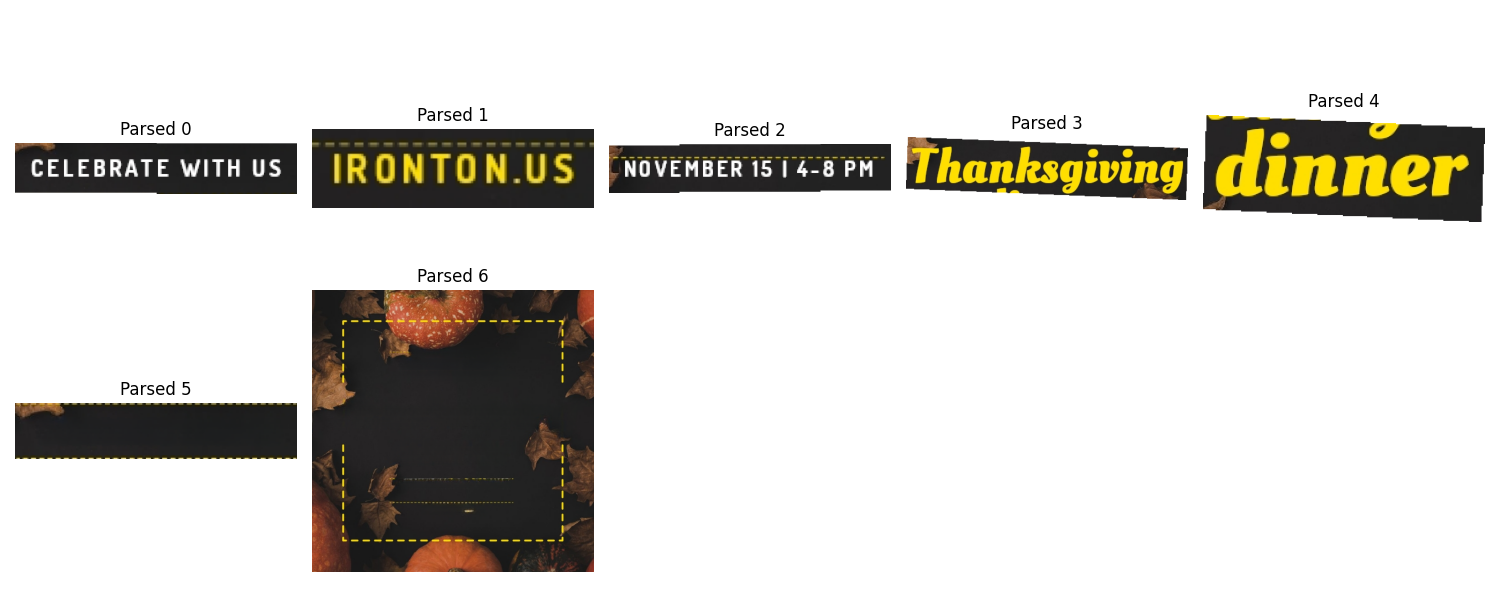 Parsed 0
CELEBRATE WITH US
Parsed 1
IRONTON.US
Parsed 2
NOVEMBER 15 | 4-8 PM
Parsed 3
Thanksgiving
Parsed 4
dinner
Parsed 5
Parsed 6